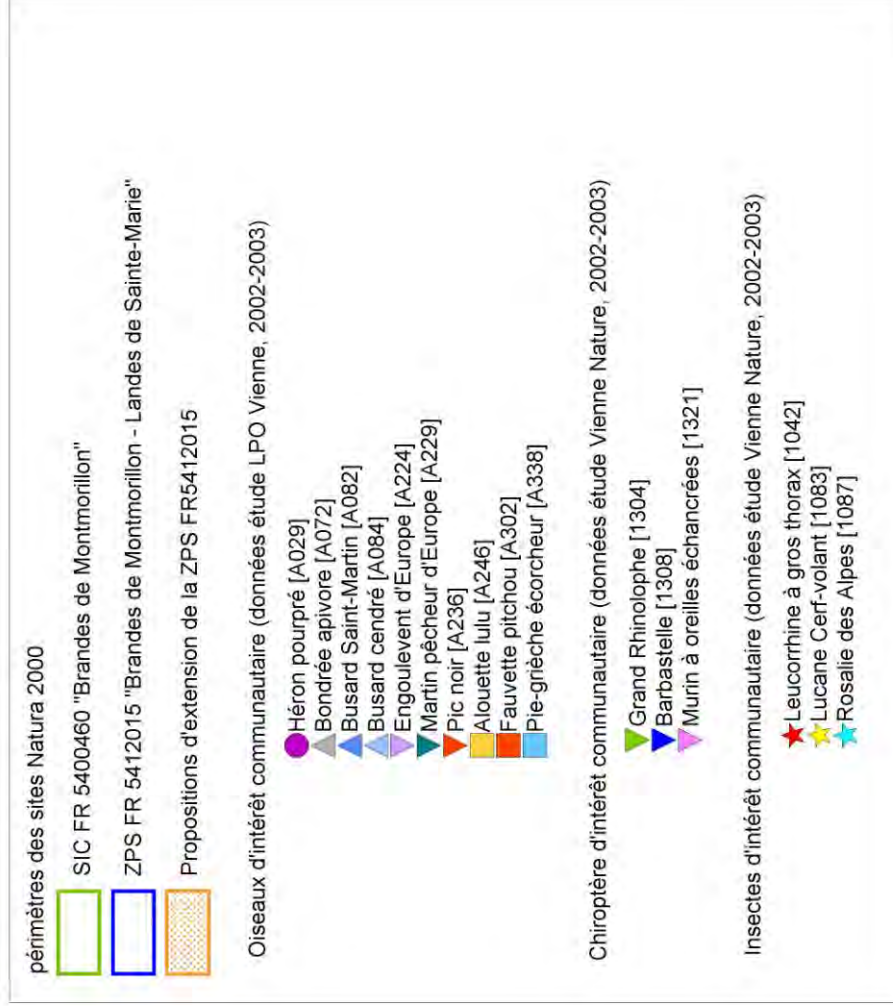 périmètres des sites Natura 2000
SIC FR 5400460 "Brandes de Montmorillon"
ZPS FR 5412015 "Brandes de Montmorillon - Landes de Sainte-Marie"
Propositions d'extension de la ZPS FR5412015
Oiseaux d'intérêt communautaire (données étude LPO Vienne, 2002-2003)
Héron pourpré [A029]
Bondrée apivore [A072]
Busard Saint-Martin [A082]
Busard cendré [A084]
Engoulevent d'Europe [A224]
Martin pêcheur d'Europe [A229]
Pic noir [A236]
Alouette lulu [A246]
Fauvette pitchou [A302]
Pie-grièche écorcheur [A338]
Chiroptère d'intérêt communautaire (données étude Vienne Nature, 2002-2003)
Grand Rhinolophe [1304]
Barbastelle [1308]
Murin à oreilles échancrées [1321]
Insectes d'intérêt communautaire (données étude Vienne Nature, 2002-2003)
Leucorrhine à gros thorax [1042]
Lucane Cerf-volant [1083]
Rosalie des Alpes [1087]